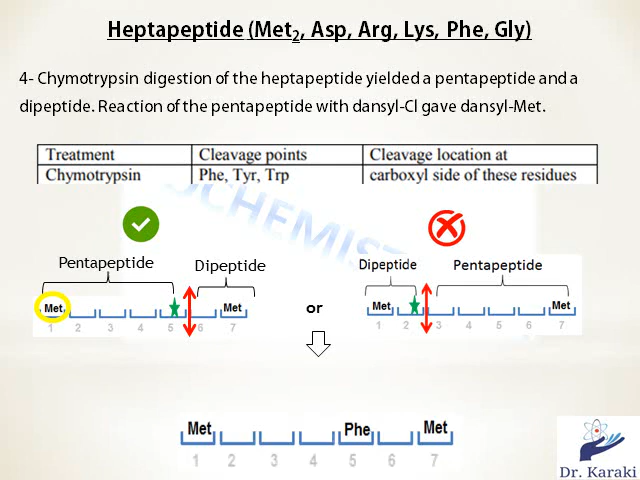 Heptapeptide (Met2, Asp, Arg, Lys, Phe, Gly)
4- Chymotrypsin digestion of the heptapeptide yielded a pentapeptide and a
dipeptide. Reaction of the pentapeptide with dansyl-Cl gave dansyl-Met.
Treatment Cleavage points Cleavage location at
Chymotrypsin Phe, Tyr, Trp carboxyl side of these residues
Pentapeptide Dipeptide
Met Met
1 2 3 4 5 6 7
or
Dipeptide Pentapeptide
Met Met
1 2 3 4 5 6 7
Met Phe Met
1 2 3 4 5 6 7
Dr. Karaki